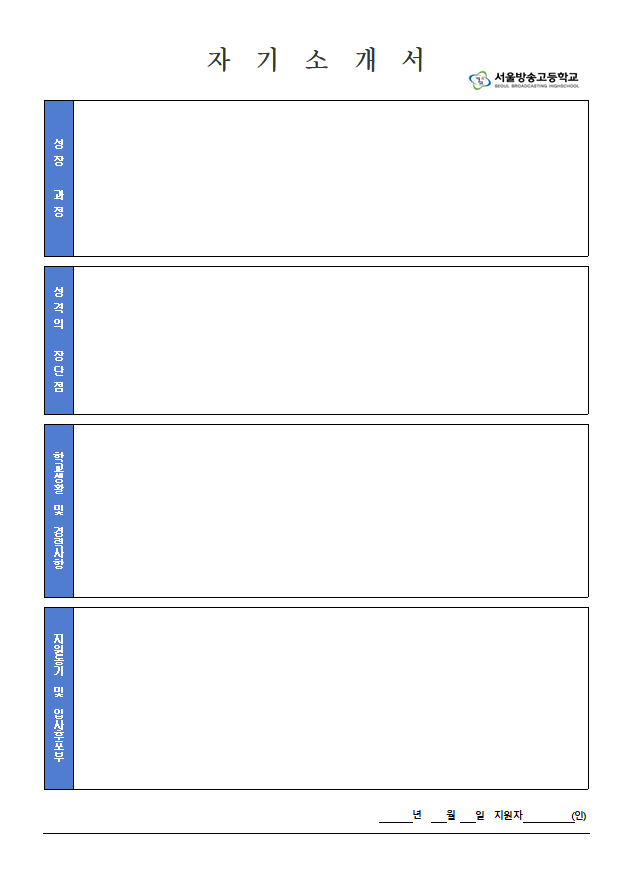 자 기 소 개 서
서울방송고등학교
SEOUL BROADCASTING HIGHSCHOOL
성장 과정
성격의 장단점
학교생활 및 경력사항
지원동기 및 입사후포부
____년 __월 __일 지원자________(인)